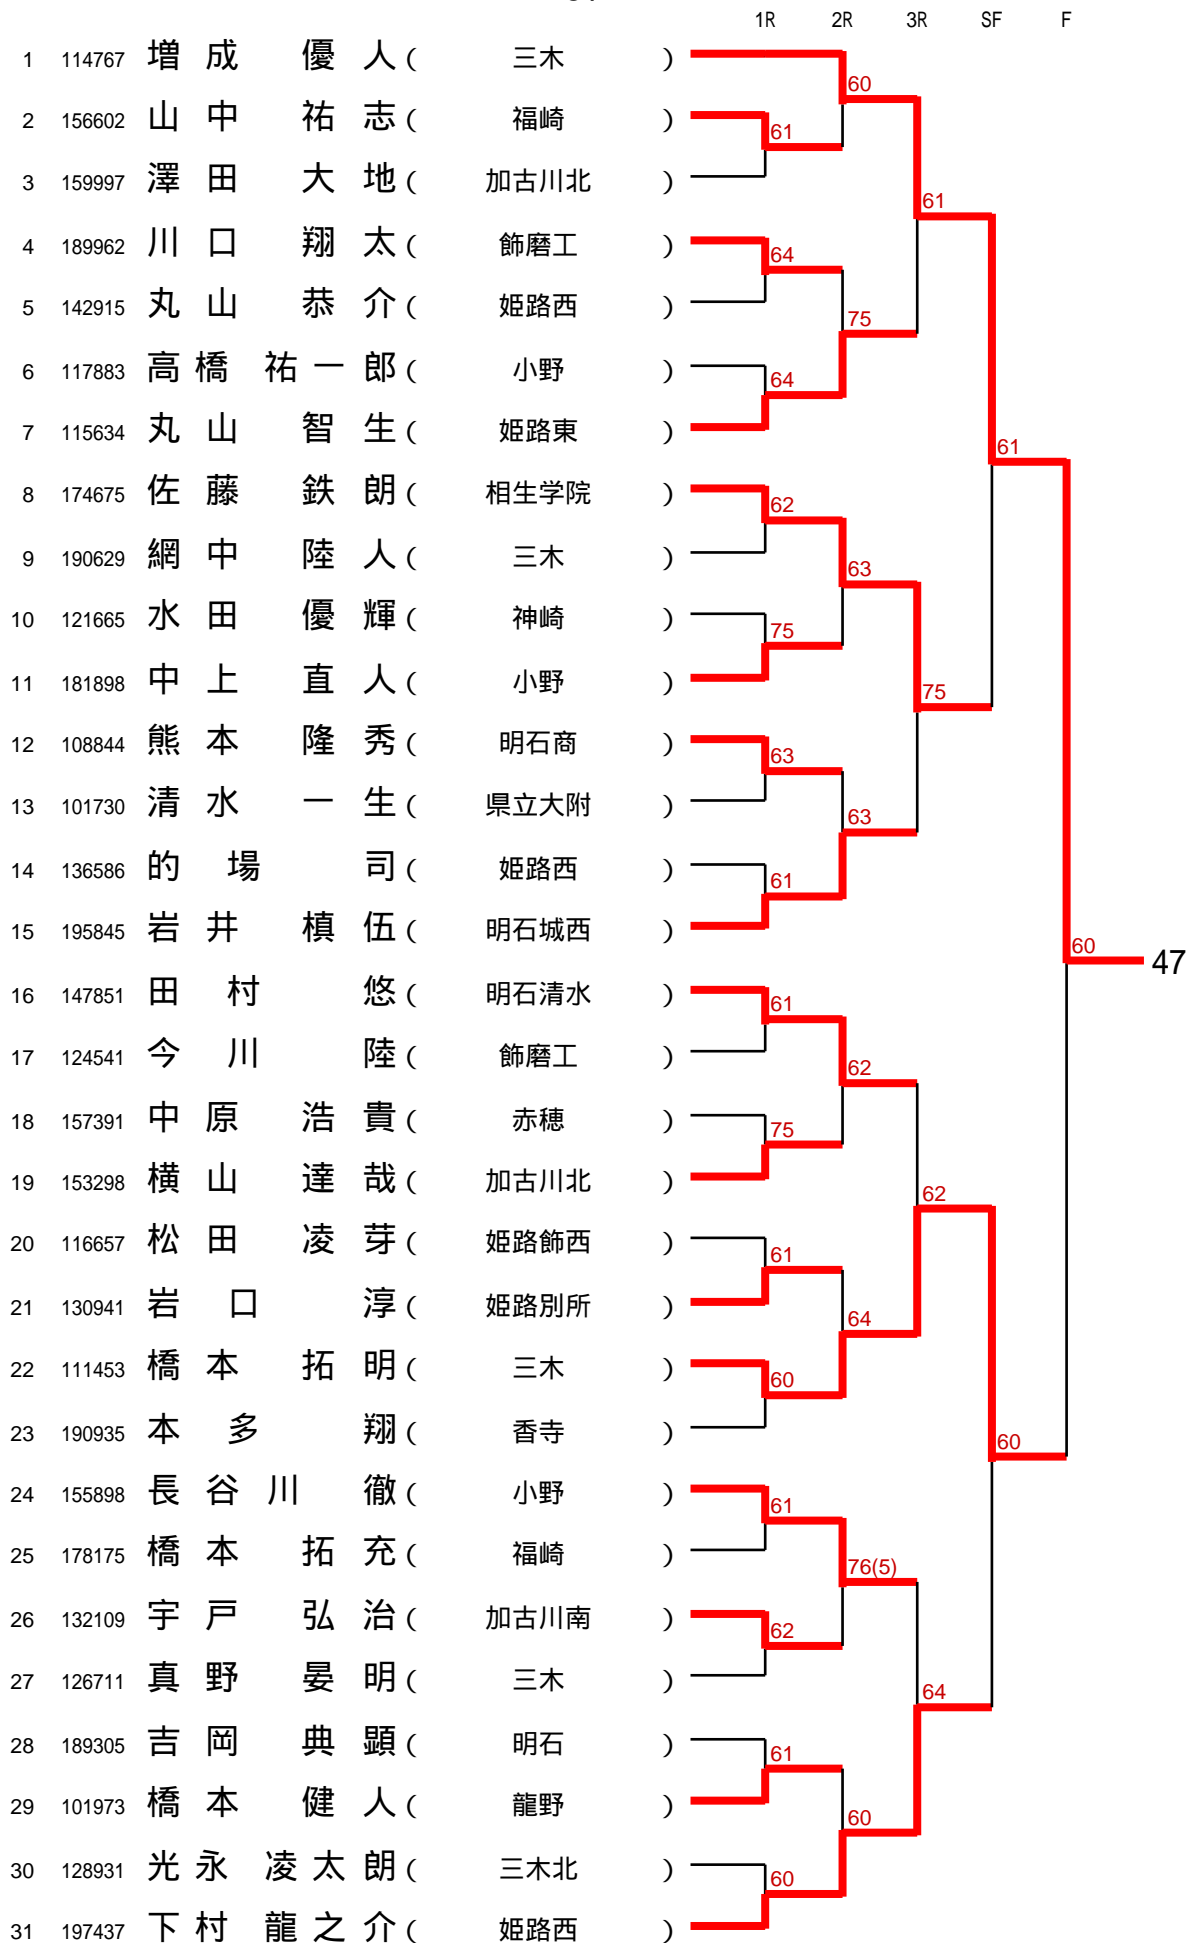 1R 2R 3R SF F
1 114767 増成 優人 ( 三木 )
60
2 156602 山中 祐志 ( 福崎 )
61
3 159997 澤田 大地 ( 加古川北 )
61
4 189962 川口 翔太 ( 飾磨工 )
64
5 142915 丸山 恭介 ( 姫路西 )
75
6 117883 高橋 祐一郎 ( 小野 )
64
7 115634 丸山 智生 ( 姫路東 )
61
8 174675 佐藤 鉄朗 ( 相生学院 )
62
9 190629 網中 陸人 ( 三木 )
63
10 121665 水田 優輝 ( 神崎 )
75
11 181898 中上 直人 ( 小野 )
75
12 108844 熊本 隆秀 ( 明石商 )
63
13 101730 清水 一生 ( 県立大附 )
63
14 136586 的場 司 ( 姫路西 )
61
15 195845 岩井 槙伍 ( 明石城西 )
60 47
16 147851 田村 悠 ( 明石清水 )
61
17 124541 今川 陸 ( 飾磨工 )
62
18 157391 中原 浩貴 ( 赤穂 )
75
19 153298 横山 達哉 ( 加古川北 )
62
20 116657 松田 凌芽 ( 姫路飾西 )
61
21 130941 岩口 淳 ( 姫路別所 )
64
22 111453 橋本 拓明 ( 三木 )
60
23 190935 本多 翔 ( 香寺 )
60
24 155898 長谷川 徹 ( 小野 )
61
25 178175 橋本 拓充 ( 福崎 )
76(5)
26 132109 宇戸 弘治 ( 加古川南 )
62
27 126711 真野 晏明 ( 三木 )
64
28 189305 吉岡 典顕 ( 明石 )
61
29 101973 橋本 健人 ( 龍野 )
60
30 128931 光永 凌太朗 ( 三木北 )
60
31 197437 下村 龍之介 ( 姫路西 )